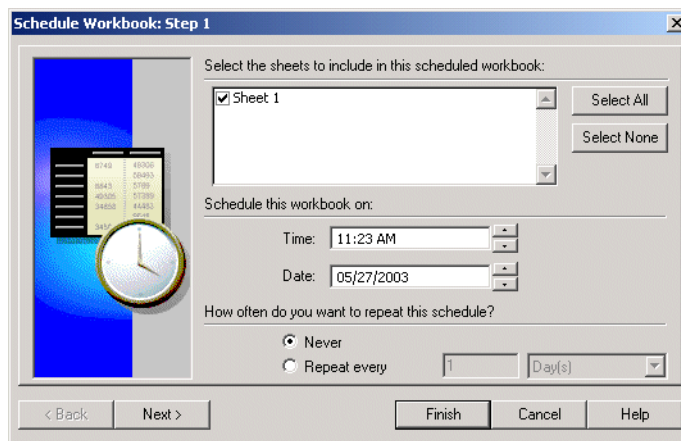 Schedule Workbook: Step 1
Select the sheets to include in this scheduled workbook:
Sheet 1
Select All
Select None
Schedule this workbook on:
Time: 11:23 AM
Date: 05/27/2003
How often do you want to repeat this schedule?
Never
Repeat every 1 Day(s)
< Back Next > Finish Cancel Help